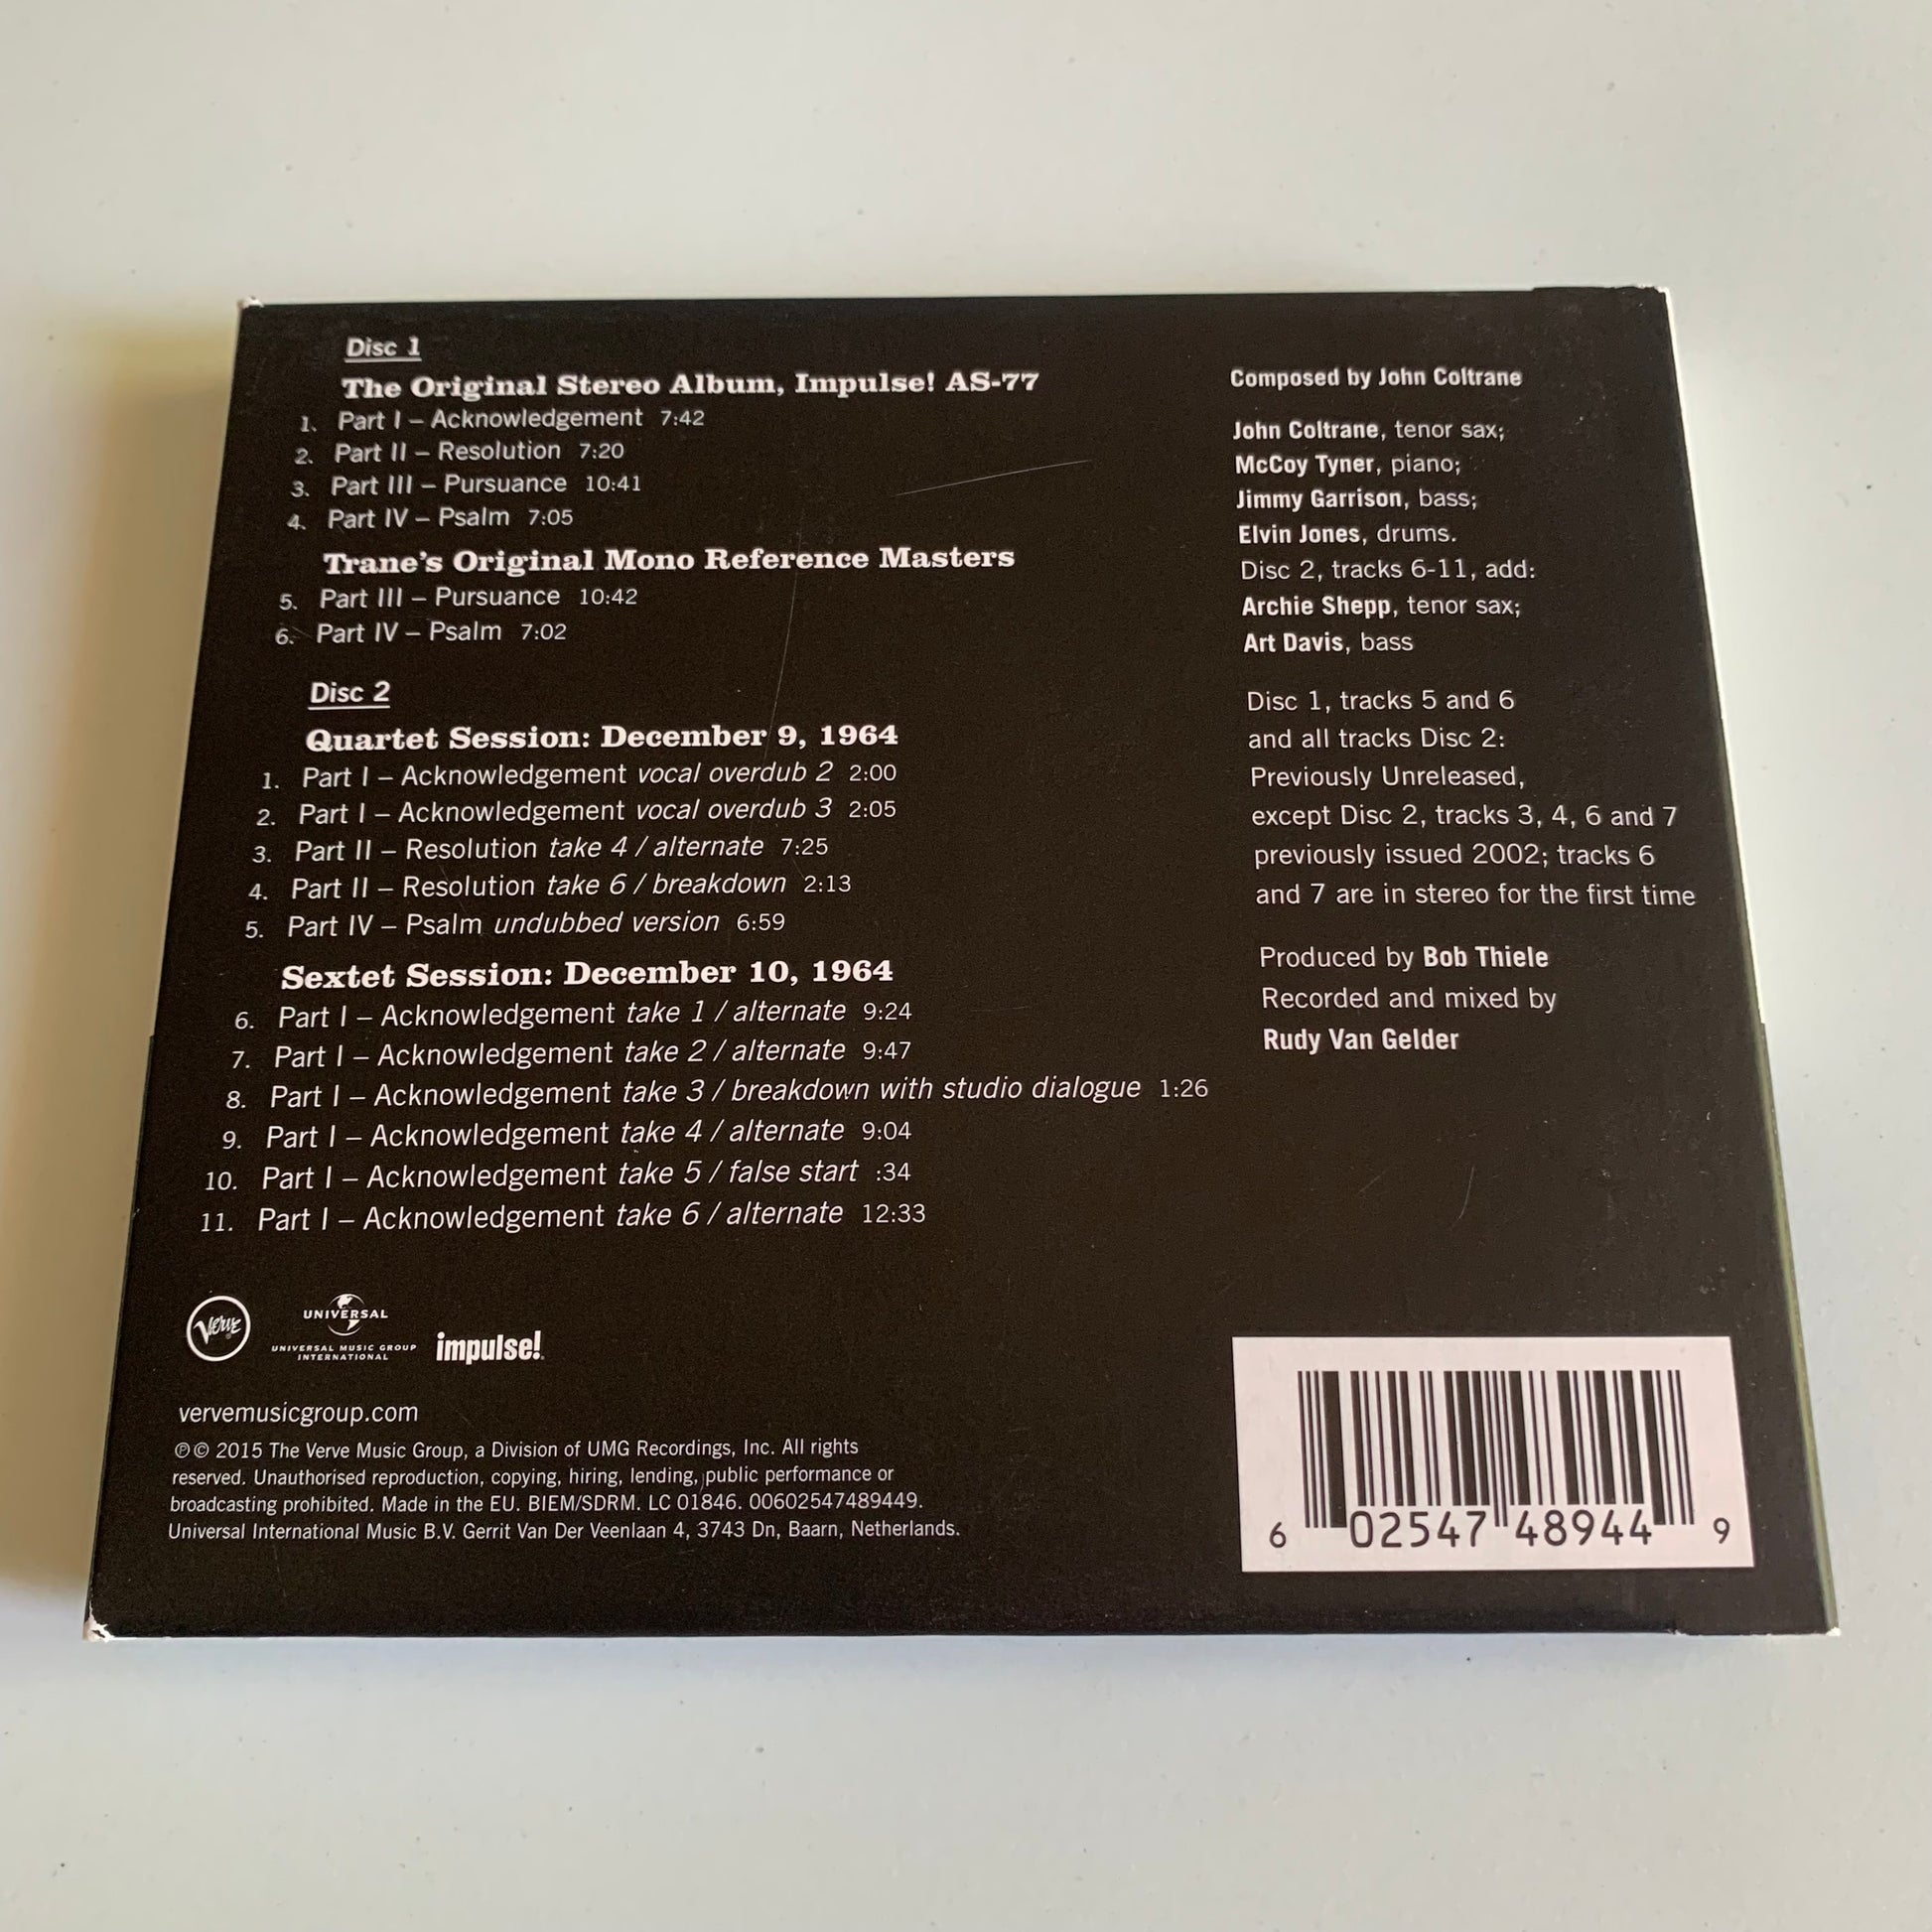 Disc 1
The Original Stereo Album, Impulse! AS-77
1. Part I – Acknowledgement 7:42
2. Part II – Resolution 7:20
3. Part III – Pursuance 10:41
4. Part IV – Psalm 7:05
Trane's Original Mono Reference Masters
5. Part III – Pursuance 10:42
6. Part IV – Psalm 7:02
Disc 2
Quartet Session: December 9, 1964
1. Part I – Acknowledgement vocal overdub 2 2:00
2. Part I – Acknowledgement vocal overdub 3 2:05
3. Part II – Resolution take 4 / alternate 7:25
4. Part II – Resolution take 6 / breakdown 2:13
5. Part IV – Psalm undubbed version 6:59
Sextet Session: December 10, 1964
6. Part I – Acknowledgement take 1 / alternate 9:24
7. Part I – Acknowledgement take 2 / alternate 9:47
8. Part I – Acknowledgement take 3 / breakdown with studio dialogue 1:26
9. Part I – Acknowledgement take 4 / alternate 9:04
10. Part I – Acknowledgement take 5 / false start :34
11. Part I – Acknowledgement take 6 / alternate 12:33
Composed by John Coltrane
John Coltrane, tenor sax;
McCoy Tyner, piano;
Jimmy Garrison, bass;
Elvin Jones, drums.
Disc 2, tracks 6-11, add:
Archie Shepp, tenor sax;
Art Davis, bass
Disc 1, tracks 5 and 6
and all tracks Disc 2:
Previously Unreleased,
except Disc 2, tracks 3, 4, 6 and 7
previously issued 2002; tracks 6
and 7 are in stereo for the first time
Produced by Bob Thiele
Recorded and mixed by
Rudy Van Gelder
Verve
UNIVERSAL
UNIVERSAL MUSIC GROUP
INTERNATIONAL
impulse!
vervemusicgroup.com
℗© 2015 The Verve Music Group, a Division of UMG Recordings, Inc. All rights
reserved. Unauthorised reproduction, copying, hiring, lending, public performance or
broadcasting prohibited. Made in the EU. BIEM/SDRM. LC 01846. 00602547489449.
Universal International Music B.V. Gerrit Van Der Veenlaan 4, 3743 Dn, Baarn, Netherlands.
6 02547 48944 9